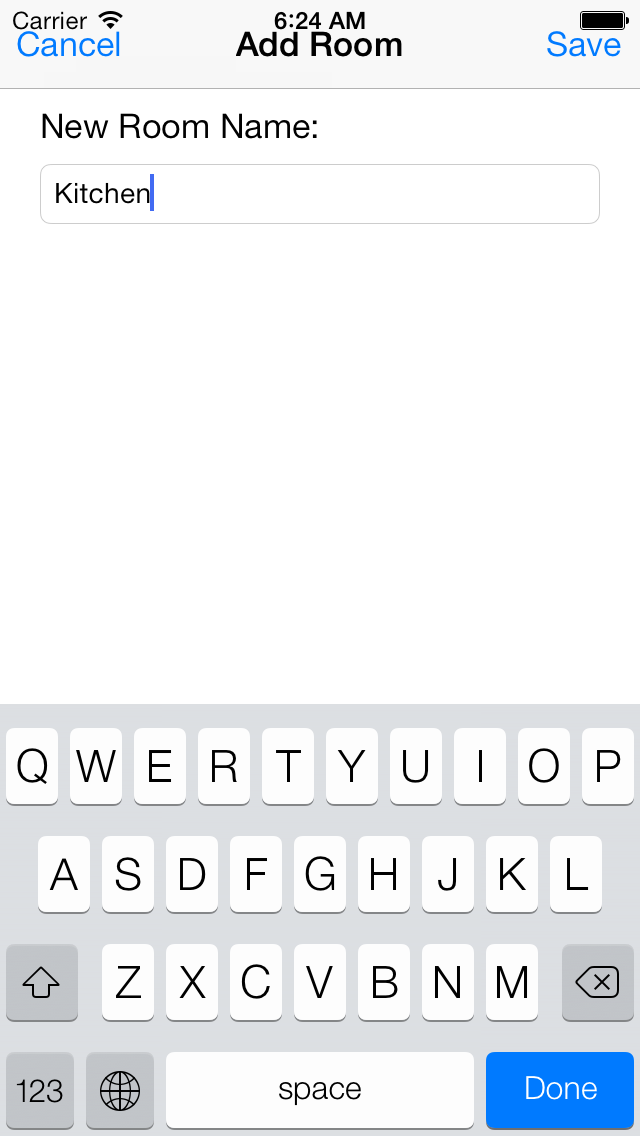 Carrier 6:24 AM
Cancel Add Room Save
New Room Name:
Kitchen
Q W E R T Y U I O P
A S D F G H J K L
Z X C V B N M
123 space Done